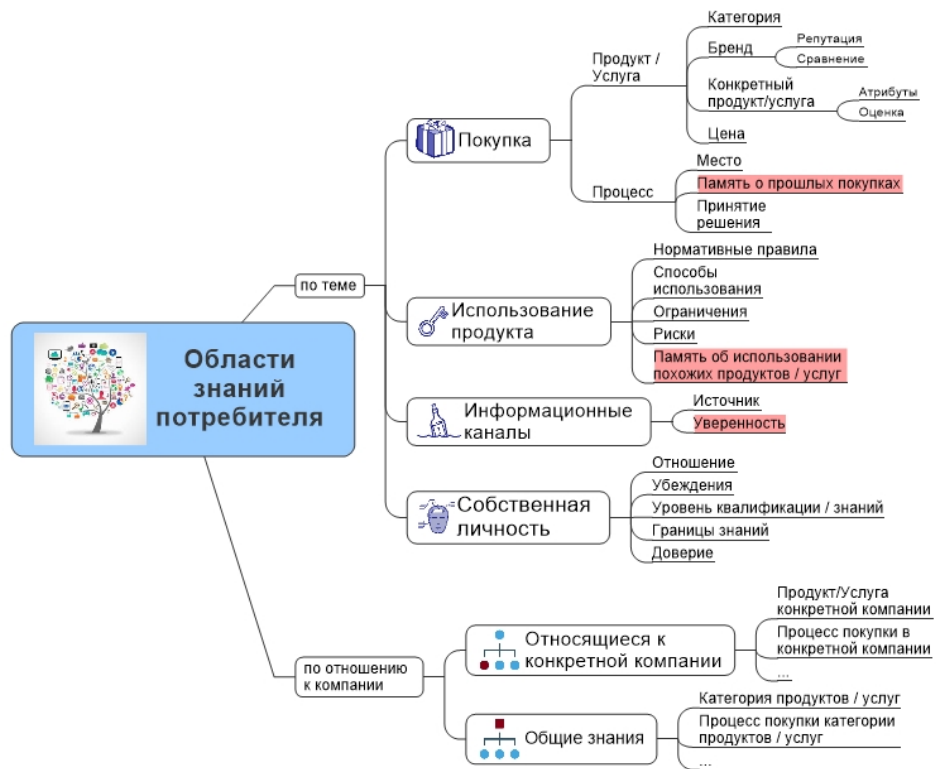 Области
знаний
потребителя
по теме
Покупка
Продукт /
Услуга
Категория
Бренд
Репутация
Сравнение
Конкретный
продукт/услуга
Атрибуты
Оценка
Цена
Процесс
Место
Память о прошлых покупках
Принятие
решения
Использование
продукта
Нормативные правила
Способы
использования
Ограничения
Риски
Память об использовании
похожих продуктов / услуг
Информационные
каналы
Источник
Уверенность
Собственная
личность
Отношение
Убеждения
Уровень квалификации / знаний
Границы знаний
Доверие
по отношению
к компании
Относящиеся к
конкретной компании
Продукт/Услуга
конкретной компании
Процесс покупки в
конкретной компании
...
Общие знания
Категория продуктов / услуг
Процесс покупки категории
продуктов / услуг
...